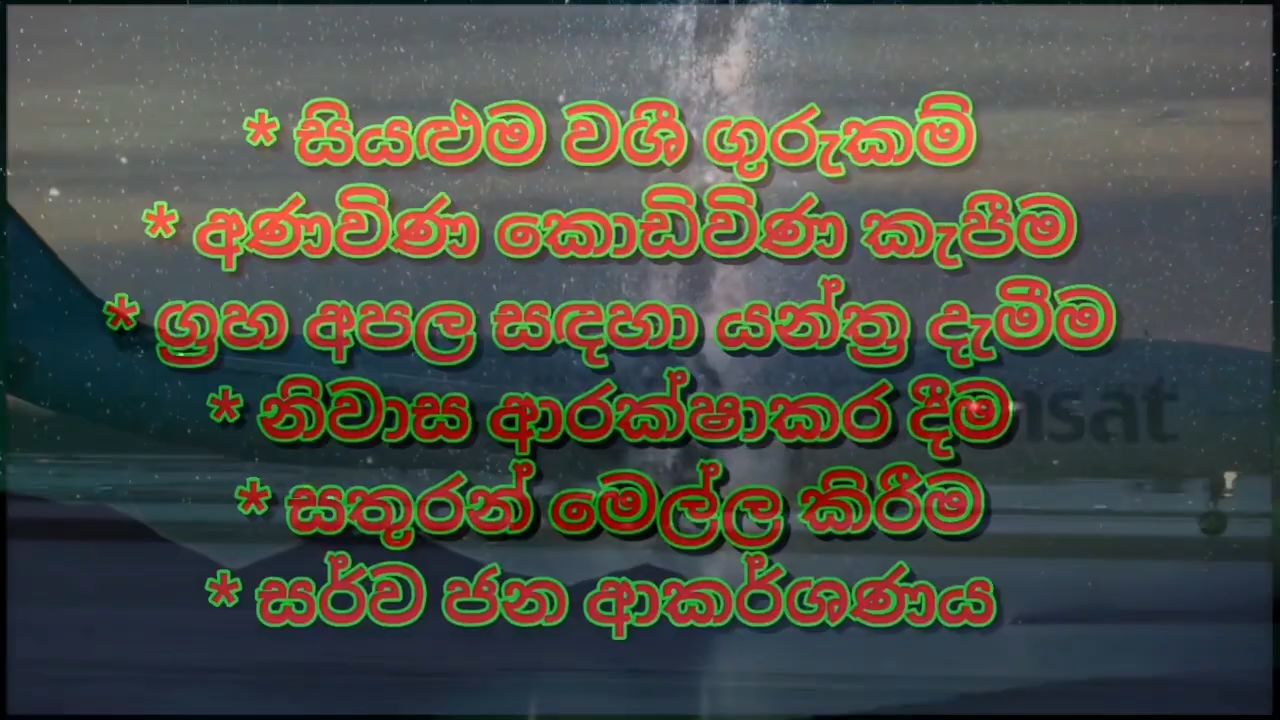 * සියළුම වශී ගුරුකම්
* අණවිණ කොඩිවිණ කැපීම
* ග්‍රහ අපල සඳහා යන්ත්‍ර දැමීම
* නිවාස ආරක්ෂාකර දීම
* සතුරන් මෙල්ල කිරීම
* සර්ව ජන ආකර්ශණය